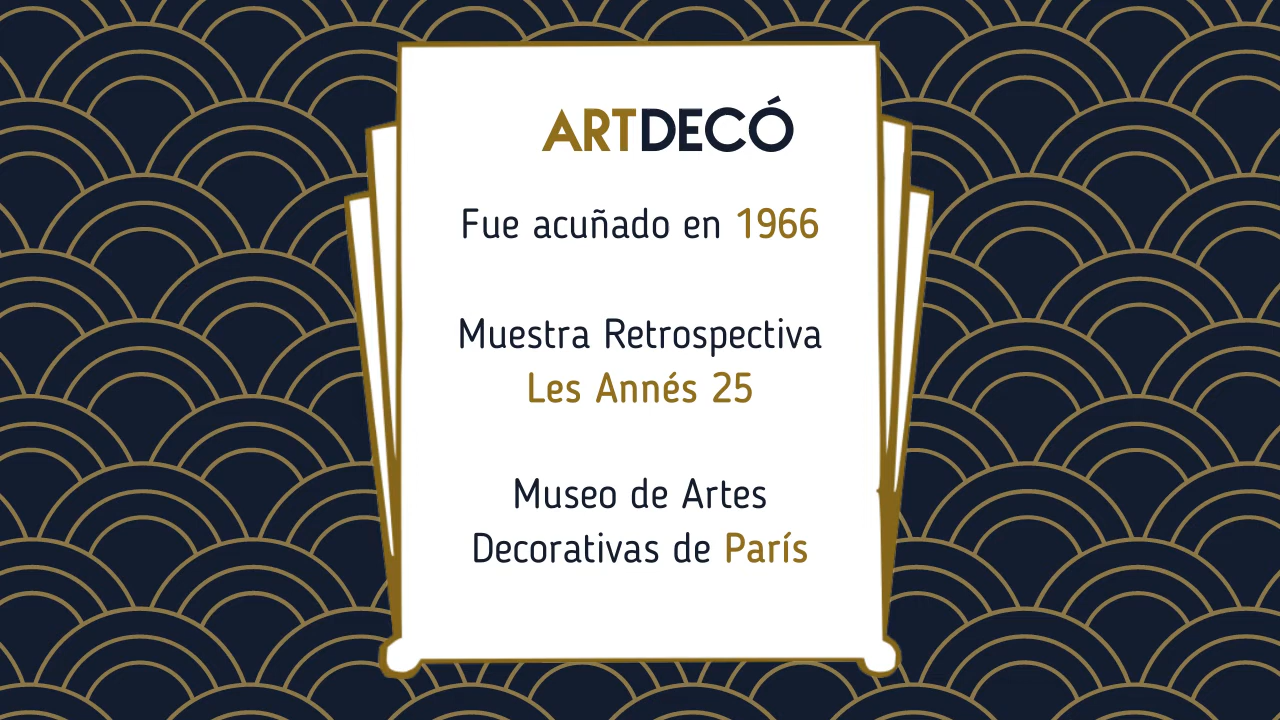 ARTDECÓ
Fue acuñado en 1966
Muestra Retrospectiva
Les Annés 25
Museo de Artes
Decorativas de París